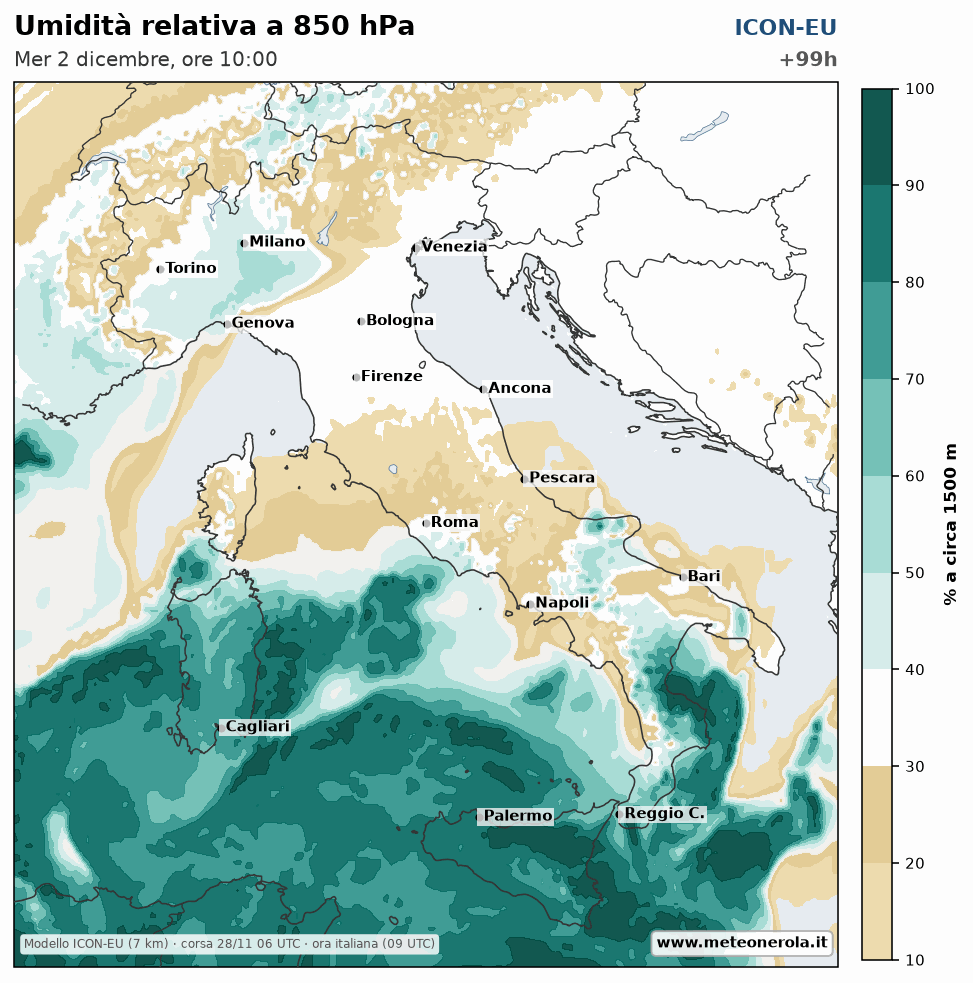 Umidità relativa a 850 hPa
ICON-EU
Mer 2 dicembre, ore 10:00
+99h
100
90
80
70
60
50
40
30
20
10
% a circa 1500 m
Milano
Venezia
Torino
Genova
Bologna
Firenze
Ancona
Pescara
Roma
Bari
Napoli
Cagliari
Palermo
Reggio C.
Modello ICON-EU (7 km) · corsa 28/11 06 UTC · ora italiana (09 UTC)
www.meteonerola.it